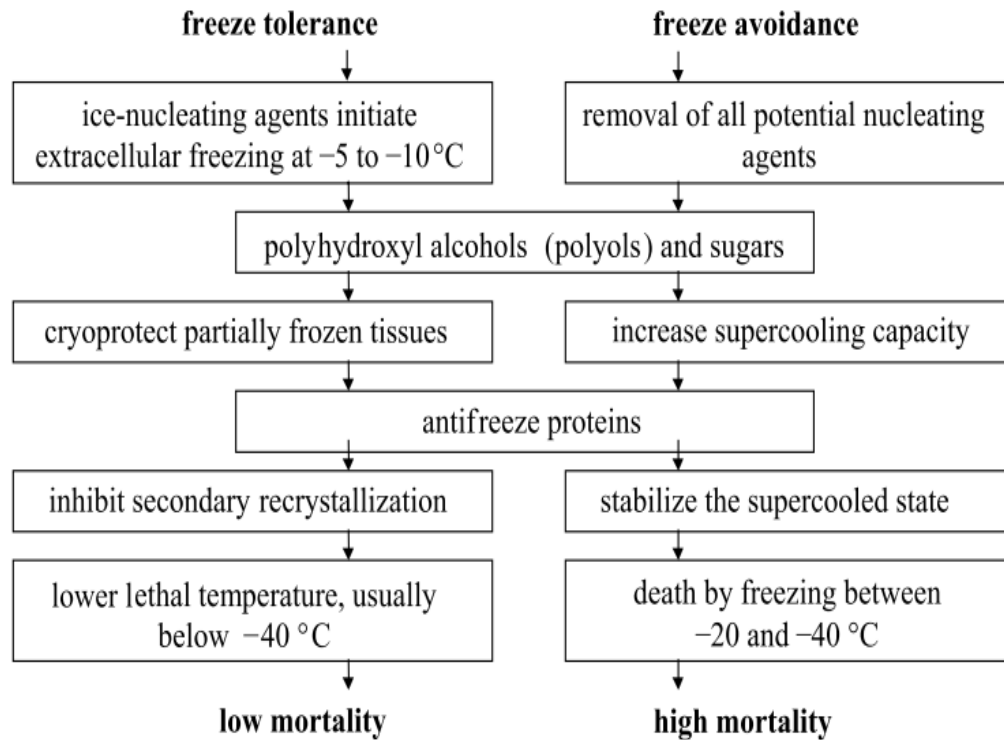 freeze tolerance
freeze avoidance
ice-nucleating agents initiate
extracellular freezing at −5 to −10 °C
removal of all potential nucleating
agents
polyhydroxyl alcohols (polyols) and sugars
cryoprotect partially frozen tissues
increase supercooling capacity
antifreeze proteins
inhibit secondary recrystallization
stabilize the supercooled state
lower lethal temperature, usually
below −40 °C
death by freezing between
−20 and −40 °C
low mortality
high mortality